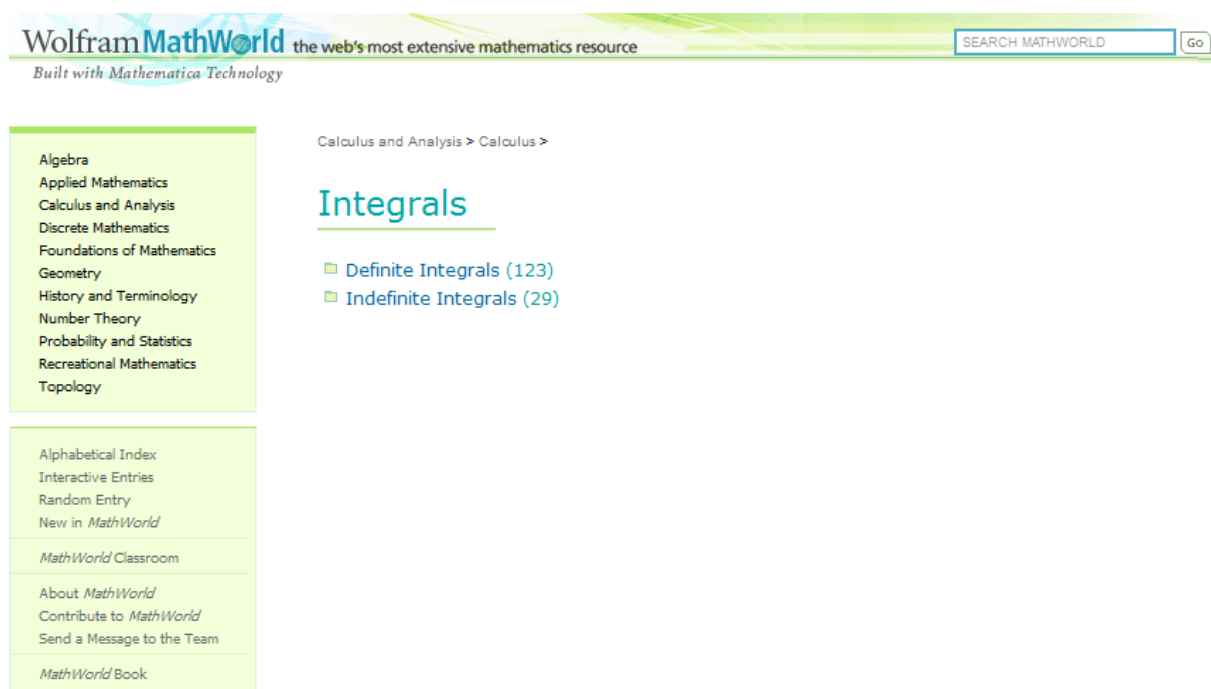 Wolfram MathWorld the web's most extensive mathematics resource
SEARCH MATHWORLD
Go
Built with Mathematica Technology
Algebra
Applied Mathematics
Calculus and Analysis
Discrete Mathematics
Foundations of Mathematics
Geometry
History and Terminology
Number Theory
Probability and Statistics
Recreational Mathematics
Topology
Alphabetical Index
Interactive Entries
Random Entry
New in MathWorld
MathWorld Classroom
About MathWorld
Contribute to MathWorld
Send a Message to the Team
MathWorld Book
Calculus and Analysis > Calculus >
Integrals
Definite Integrals (123)
Indefinite Integrals (29)